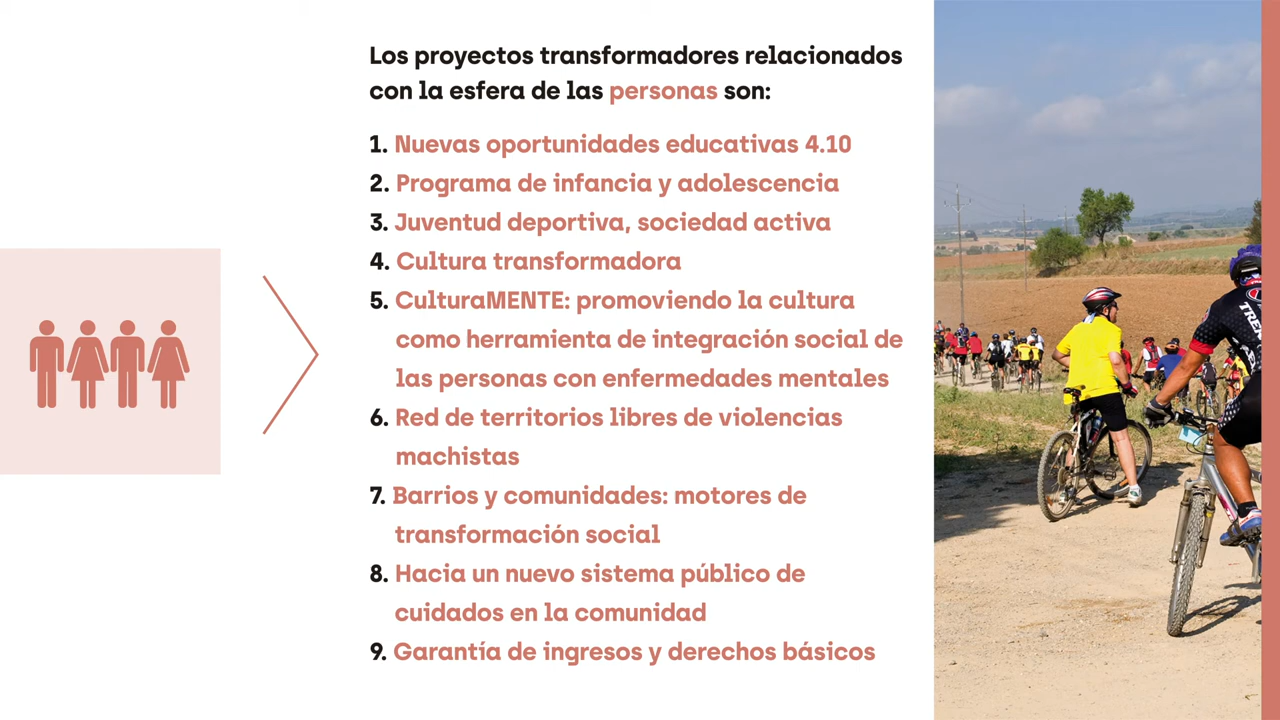 Los proyectos transformadores relacionados
con la esfera de las personas son:
1. Nuevas oportunidades educativas 4.10
2. Programa de infancia y adolescencia
3. Juventud deportiva, sociedad activa
4. Cultura transformadora
5. CulturaMENTE: promoviendo la cultura
como herramienta de integración social de
las personas con enfermedades mentales
6. Red de territorios libres de violencias
machistas
7. Barrios y comunidades: motores de
transformación social
8. Hacia un nuevo sistema público de
cuidados en la comunidad
9. Garantía de ingresos y derechos básicos